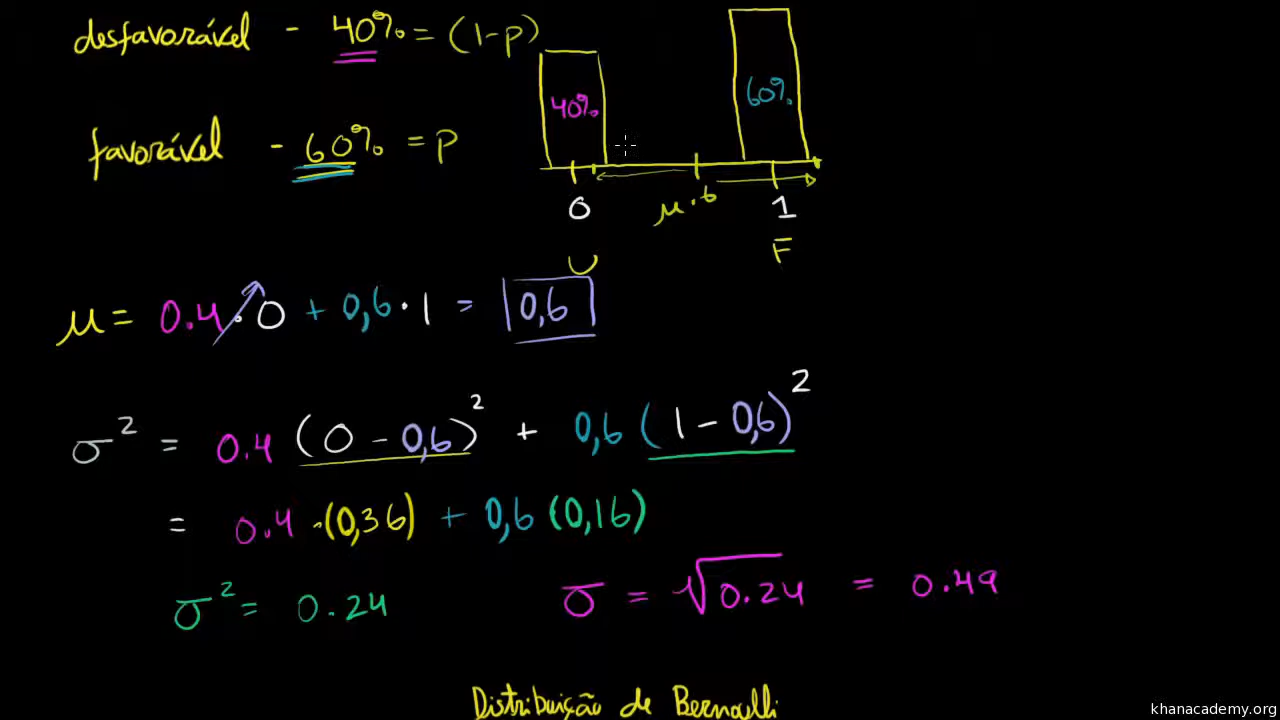 desfavorável - 40% = (1-p)
favorável - 60% = p
40%
60%
0
μ.6
1
U
F
μ = 0.4 · 0 + 0,6 · 1 = 0,6
σ² = 0.4 (0 - 0,6)² + 0,6 (1 - 0,6)²
= 0.4 ·(0,36) + 0,6 (0,16)
σ² = 0.24
σ = √0.24 = 0.49
Distribuição de Bernoulli
khanacademy.org